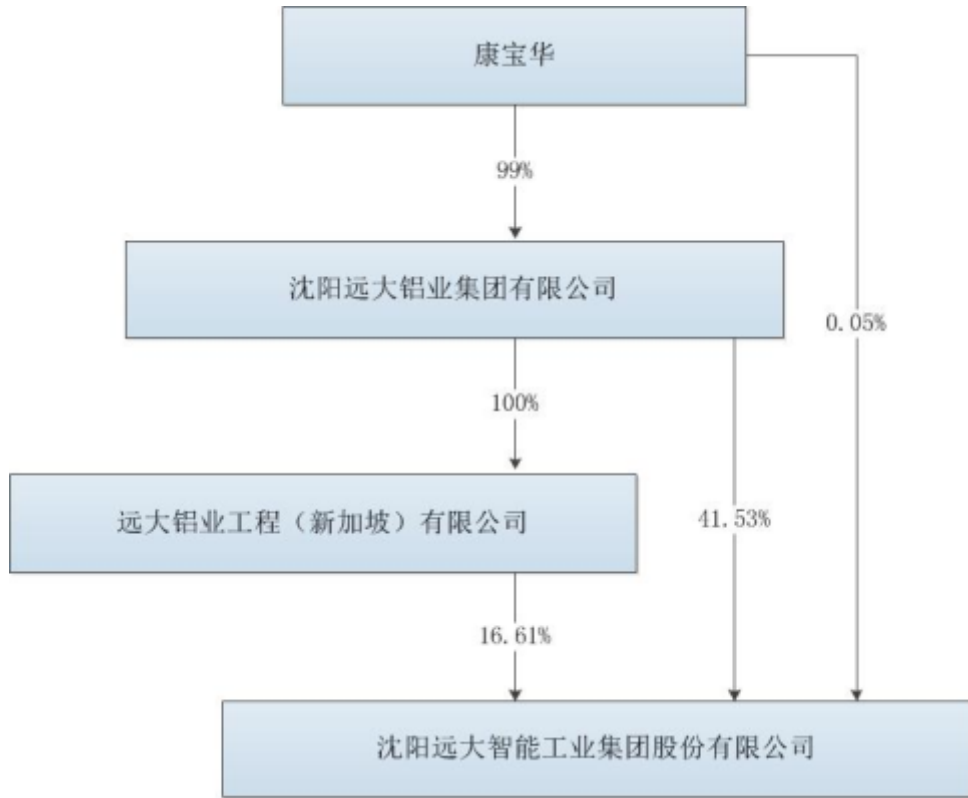 康宝华
99%
沈阳远大铝业集团有限公司
0.05%
100%
远大铝业工程（新加坡）有限公司
41.53%
16.61%
沈阳远大智能工业集团股份有限公司